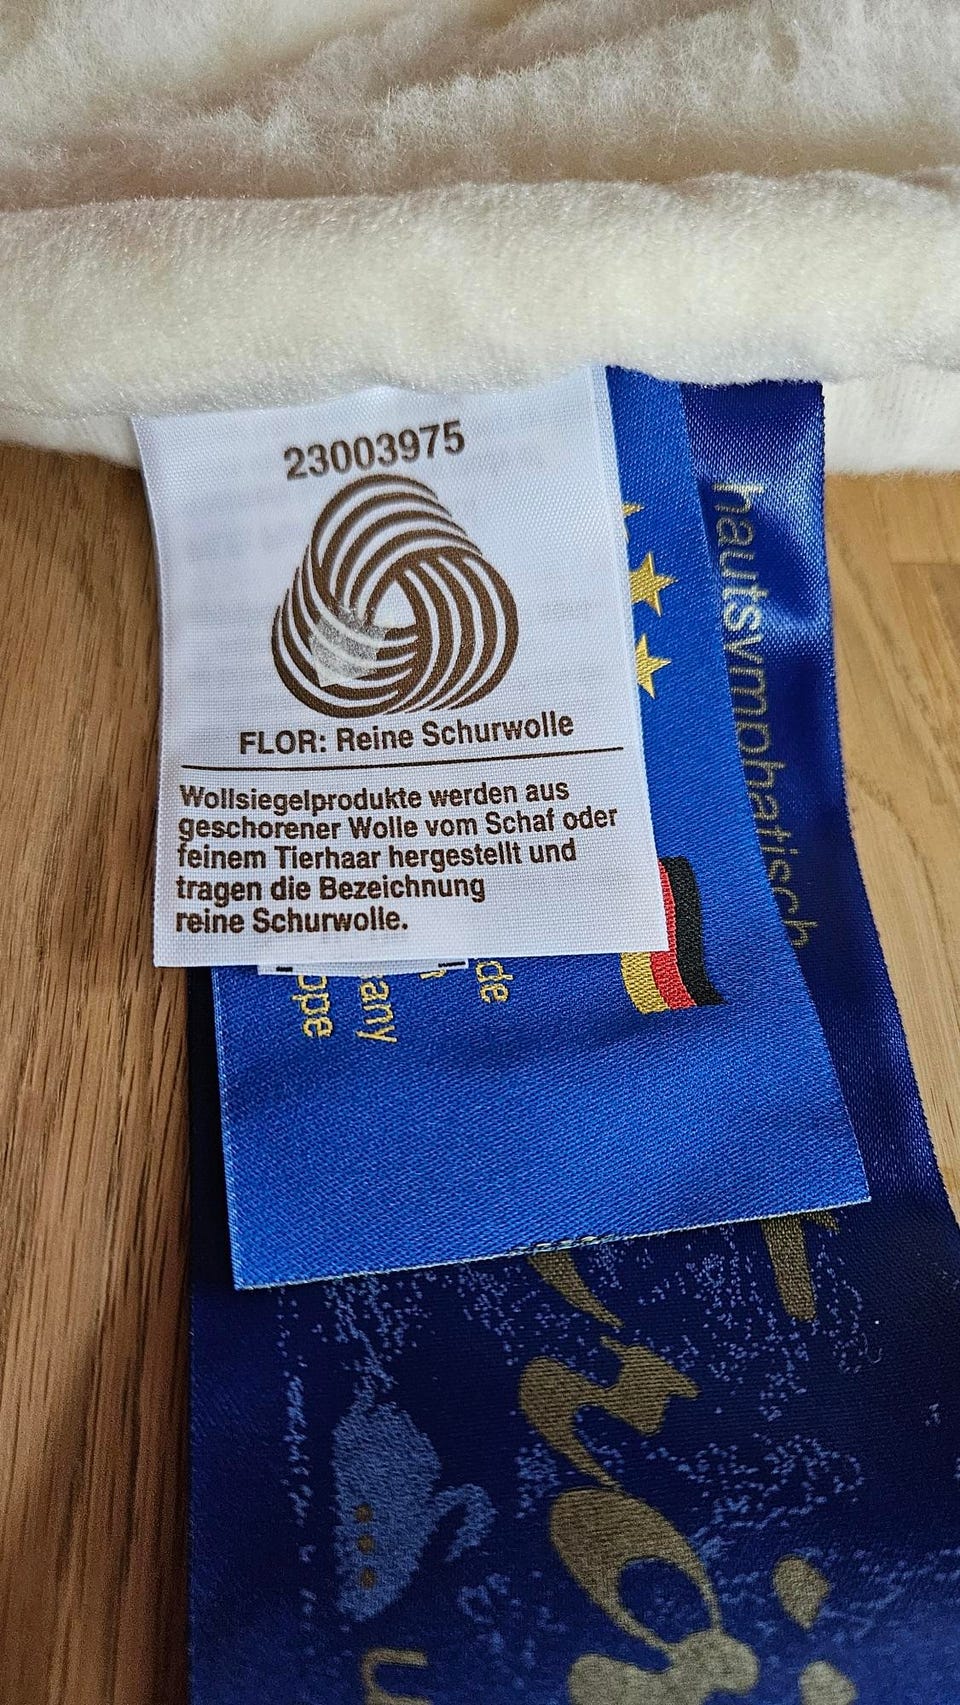 23003975
FLOR: Reine Schurwolle
Wollsiegelprodukte werden aus
geschorener Wolle vom Schaf oder
feinem Tierhaar hergestellt und
tragen die Bezeichnung
reine Schurwolle.
hautsymphatisch